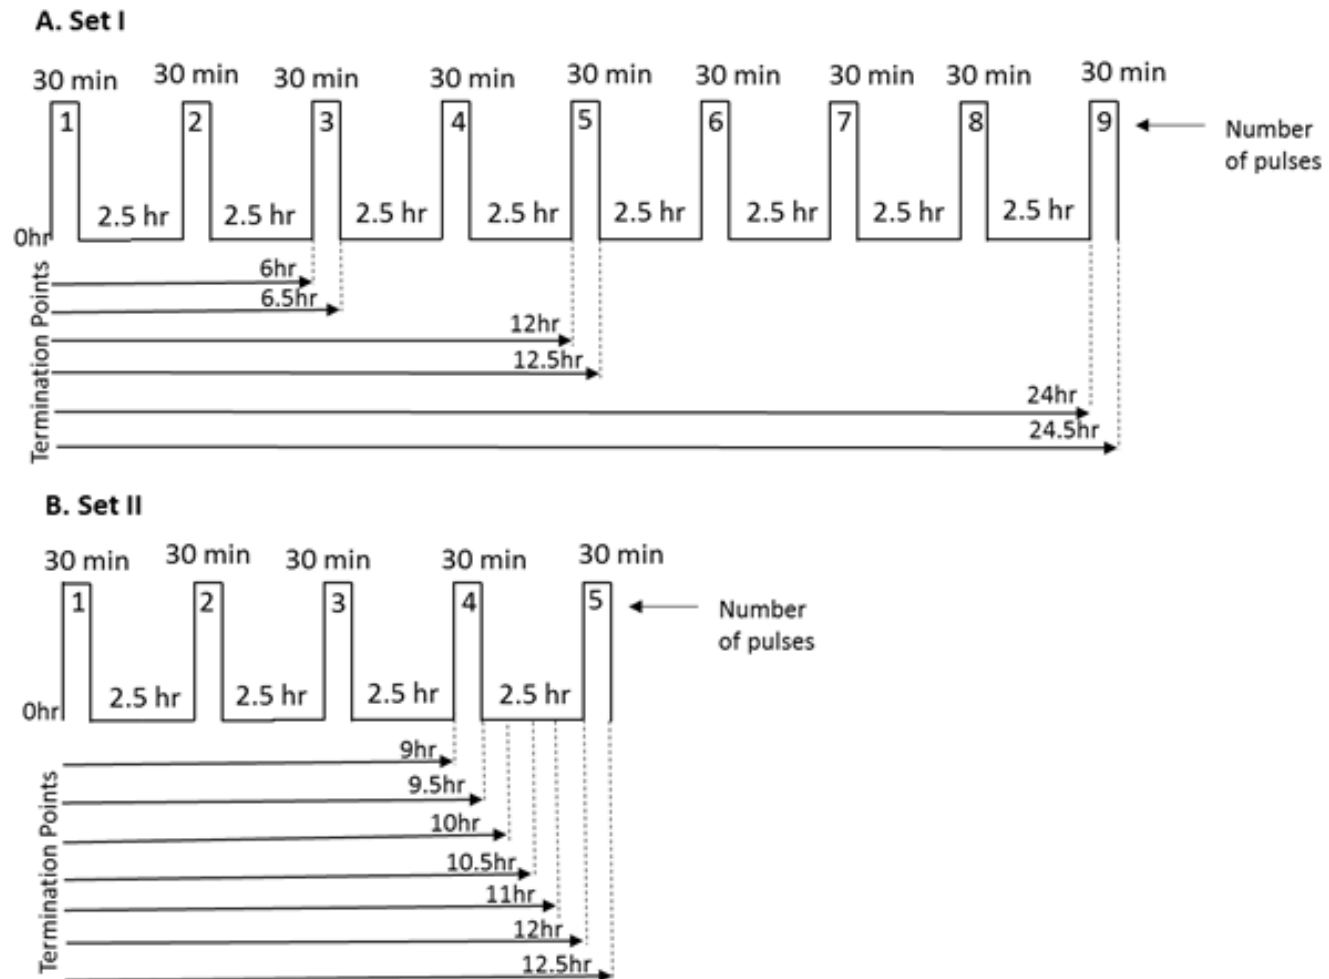 A. Set I
30 min 30 min 30 min 30 min 30 min 30 min 30 min 30 min 30 min
1 2 3 4 5 6 7 8 9
Number
of pulses
2.5 hr 2.5 hr 2.5 hr 2.5 hr 2.5 hr 2.5 hr 2.5 hr 2.5 hr
0hr
Termination Points
6hr
6.5hr
12hr
12.5hr
24hr
24.5hr
B. Set II
30 min 30 min 30 min 30 min 30 min
1 2 3 4 5
Number
of pulses
2.5 hr 2.5 hr 2.5 hr 2.5 hr
0hr
Termination Points
9hr
9.5hr
10hr
10.5hr
11hr
12hr
12.5hr